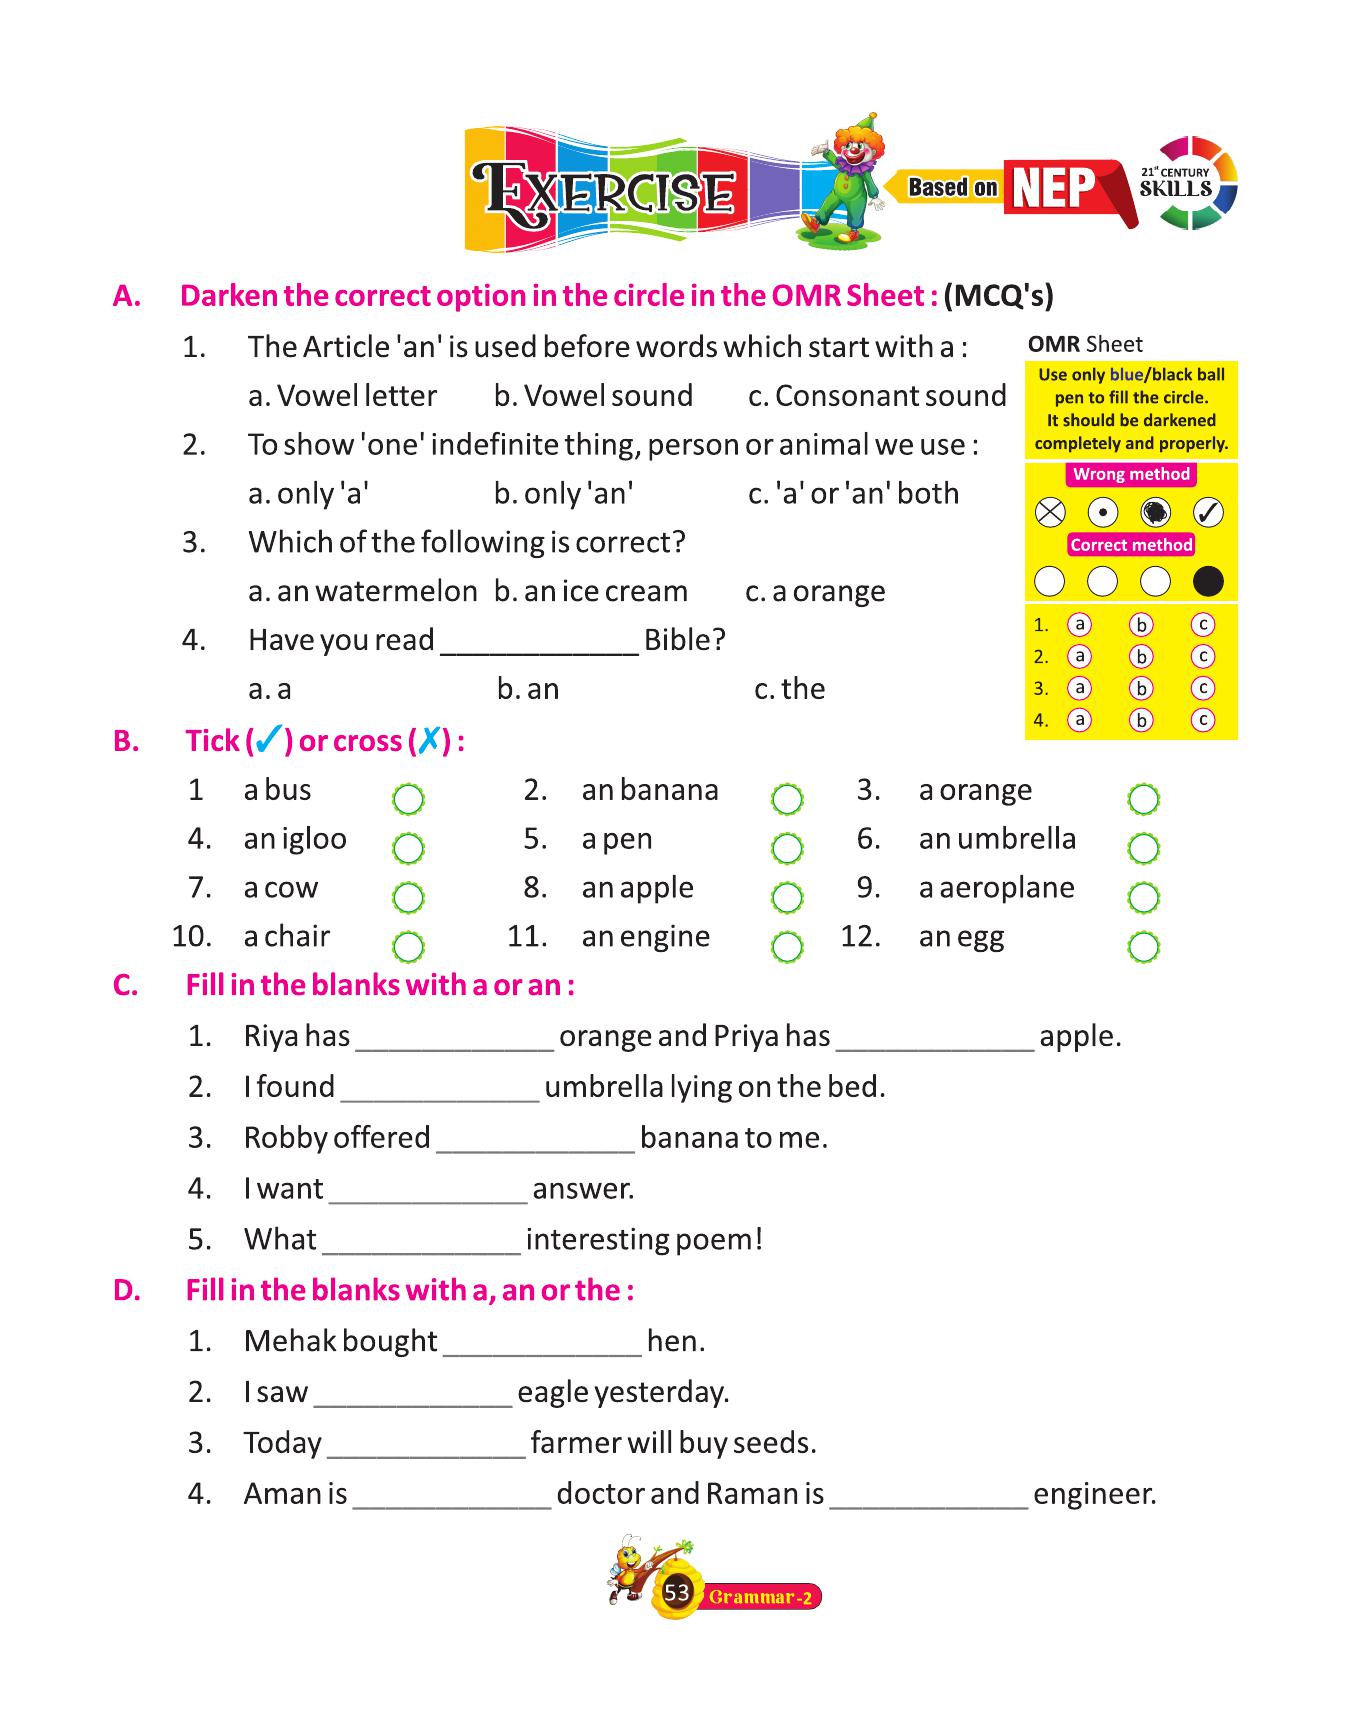 EXERCISE Based on NEP 21st CENTURY SKILLS
A. Darken the correct option in the circle in the OMR Sheet : (MCQ's)
1. The Article 'an' is used before words which start with a :
a. Vowel letter b. Vowel sound c. Consonant sound
2. To show 'one' indefinite thing, person or animal we use :
a. only 'a' b. only 'an' c. 'a' or 'an' both
3. Which of the following is correct?
a. an watermelon b. an ice cream c. a orange
4. Have you read ____________ Bible?
a. a b. an c. the
OMR Sheet
Use only blue/black ball
pen to fill the circle.
It should be darkened
completely and properly.
Wrong method
Correct method
1. a b c
2. a b c
3. a b c
4. a b c
B. Tick (✓) or cross (✗) :
1 a bus 2. an banana 3. a orange
4. an igloo 5. a pen 6. an umbrella
7. a cow 8. an apple 9. a aeroplane
10. a chair 11. an engine 12. an egg
C. Fill in the blanks with a or an :
1. Riya has ____________ orange and Priya has ____________ apple.
2. I found ____________ umbrella lying on the bed.
3. Robby offered ____________ banana to me.
4. I want ____________ answer.
5. What ____________ interesting poem!
D. Fill in the blanks with a, an or the :
1. Mehak bought ____________ hen.
2. I saw ____________ eagle yesterday.
3. Today ____________ farmer will buy seeds.
4. Aman is ____________ doctor and Raman is ____________ engineer.
53 Grammar-2